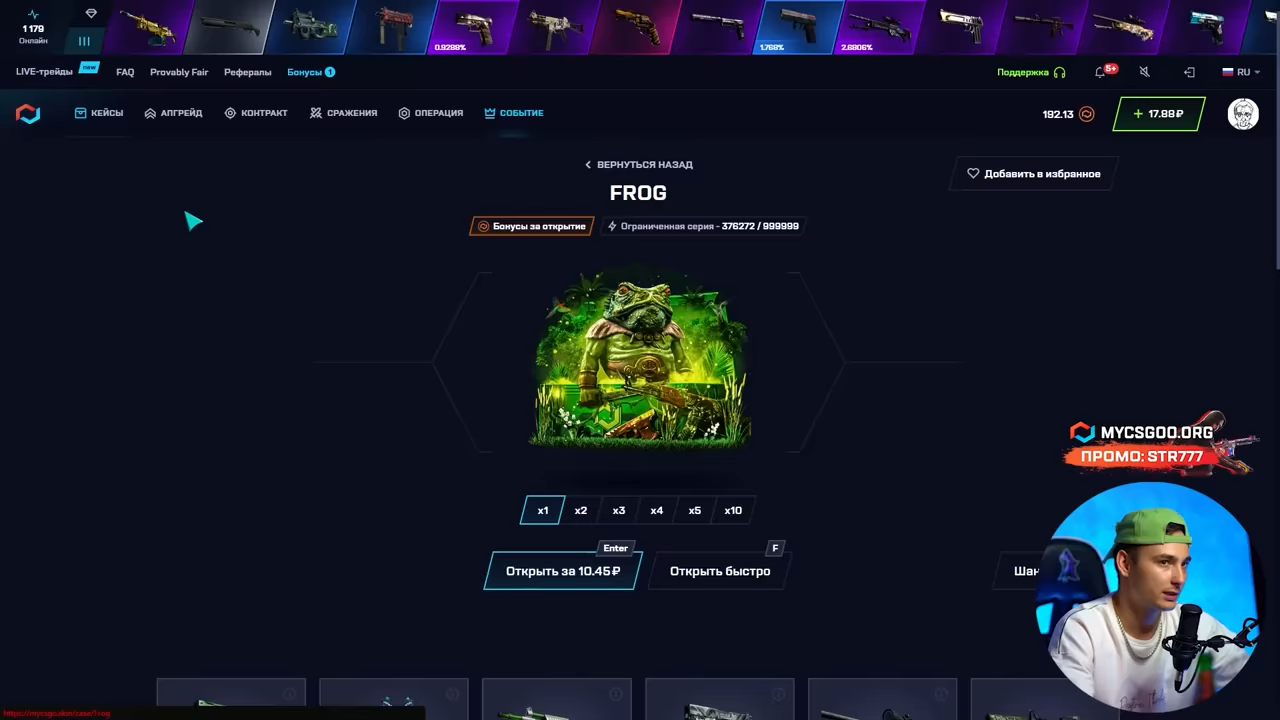 1 179
Онлайн
0.9288%
1.768%
2.6806%
LIVE-трейды
new
FAQ
Provably Fair
Рефералы
Бонусы 1
Поддержка
5+
RU
КЕЙСЫ
АПГРЕЙД
КОНТРАКТ
СРАЖЕНИЯ
ОПЕРАЦИЯ
СОБЫТИЕ
192.13
+ 17.88₽
ВЕРНУТЬСЯ НАЗАД
FROG
Добавить в избранное
Бонусы за открытие
Ограниченная серия - 376272 / 999999
MYCSGOO.ORG
ПРОМО: STR777
x1
x2
x3
x4
x5
x10
Enter
F
Открыть за 10.45₽
Открыть быстро
Шан